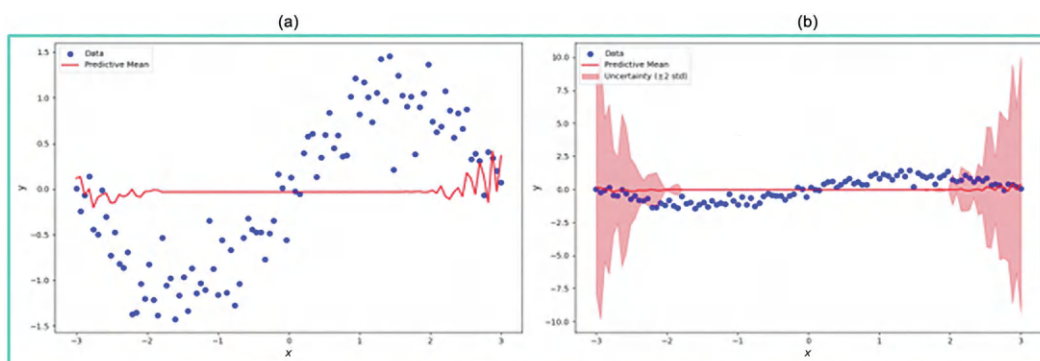 (a)
(b)
Data
Predictive Mean
1.5
1.0
0.5
0.0
−0.5
−1.0
−1.5
y
−3
−2
−1
0
1
2
3
x
Data
Predictive Mean
Uncertainty (±2 std)
10.0
7.5
5.0
2.5
0.0
−2.5
−5.0
−7.5
−10.0
y
−3
−2
−1
0
1
2
3
x